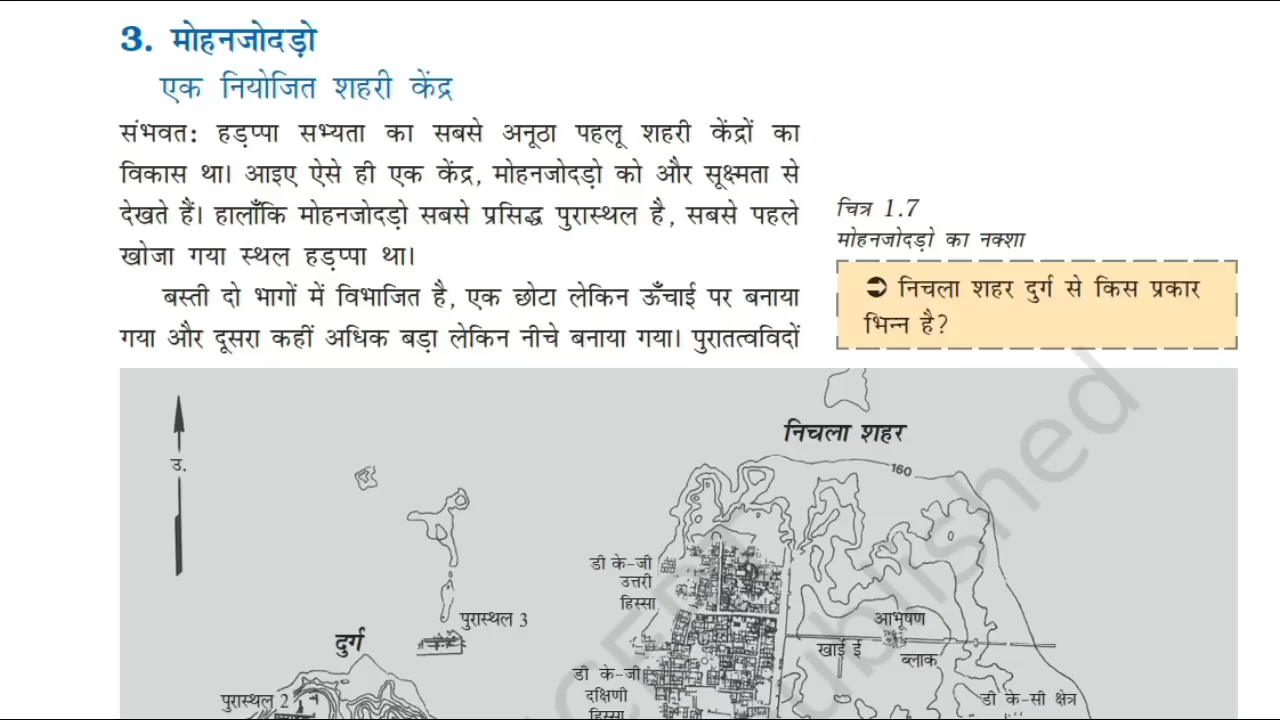 3. मोहनजोदड़ो
एक नियोजित शहरी केंद्र
संभवत: हड़प्पा सभ्यता का सबसे अनूठा पहलू शहरी केंद्रों का
विकास था। आइए ऐसे ही एक केंद्र, मोहनजोदड़ो को और सूक्ष्मता से
देखते हैं। हालाँकि मोहनजोदड़ो सबसे प्रसिद्ध पुरास्थल है, सबसे पहले
खोजा गया स्थल हड़प्पा था।
बस्ती दो भागों में विभाजित है, एक छोटा लेकिन ऊँचाई पर बनाया
गया और दूसरा कहीं अधिक बड़ा लेकिन नीचे बनाया गया। पुरातत्वविदों
चित्र 1.7
मोहनजोदड़ो का नक्शा
➲ निचला शहर दुर्ग से किस प्रकार
भिन्न है?
उ.
निचला शहर
160
डी के-जी
उत्तरी
हिस्सा
पुरास्थल 3
दुर्ग
आभूषण
खाई ई
ब्लाक
डी के-जी
दक्षिणी
हिस्सा
पुरास्थल 2
डी के-सी क्षेत्र